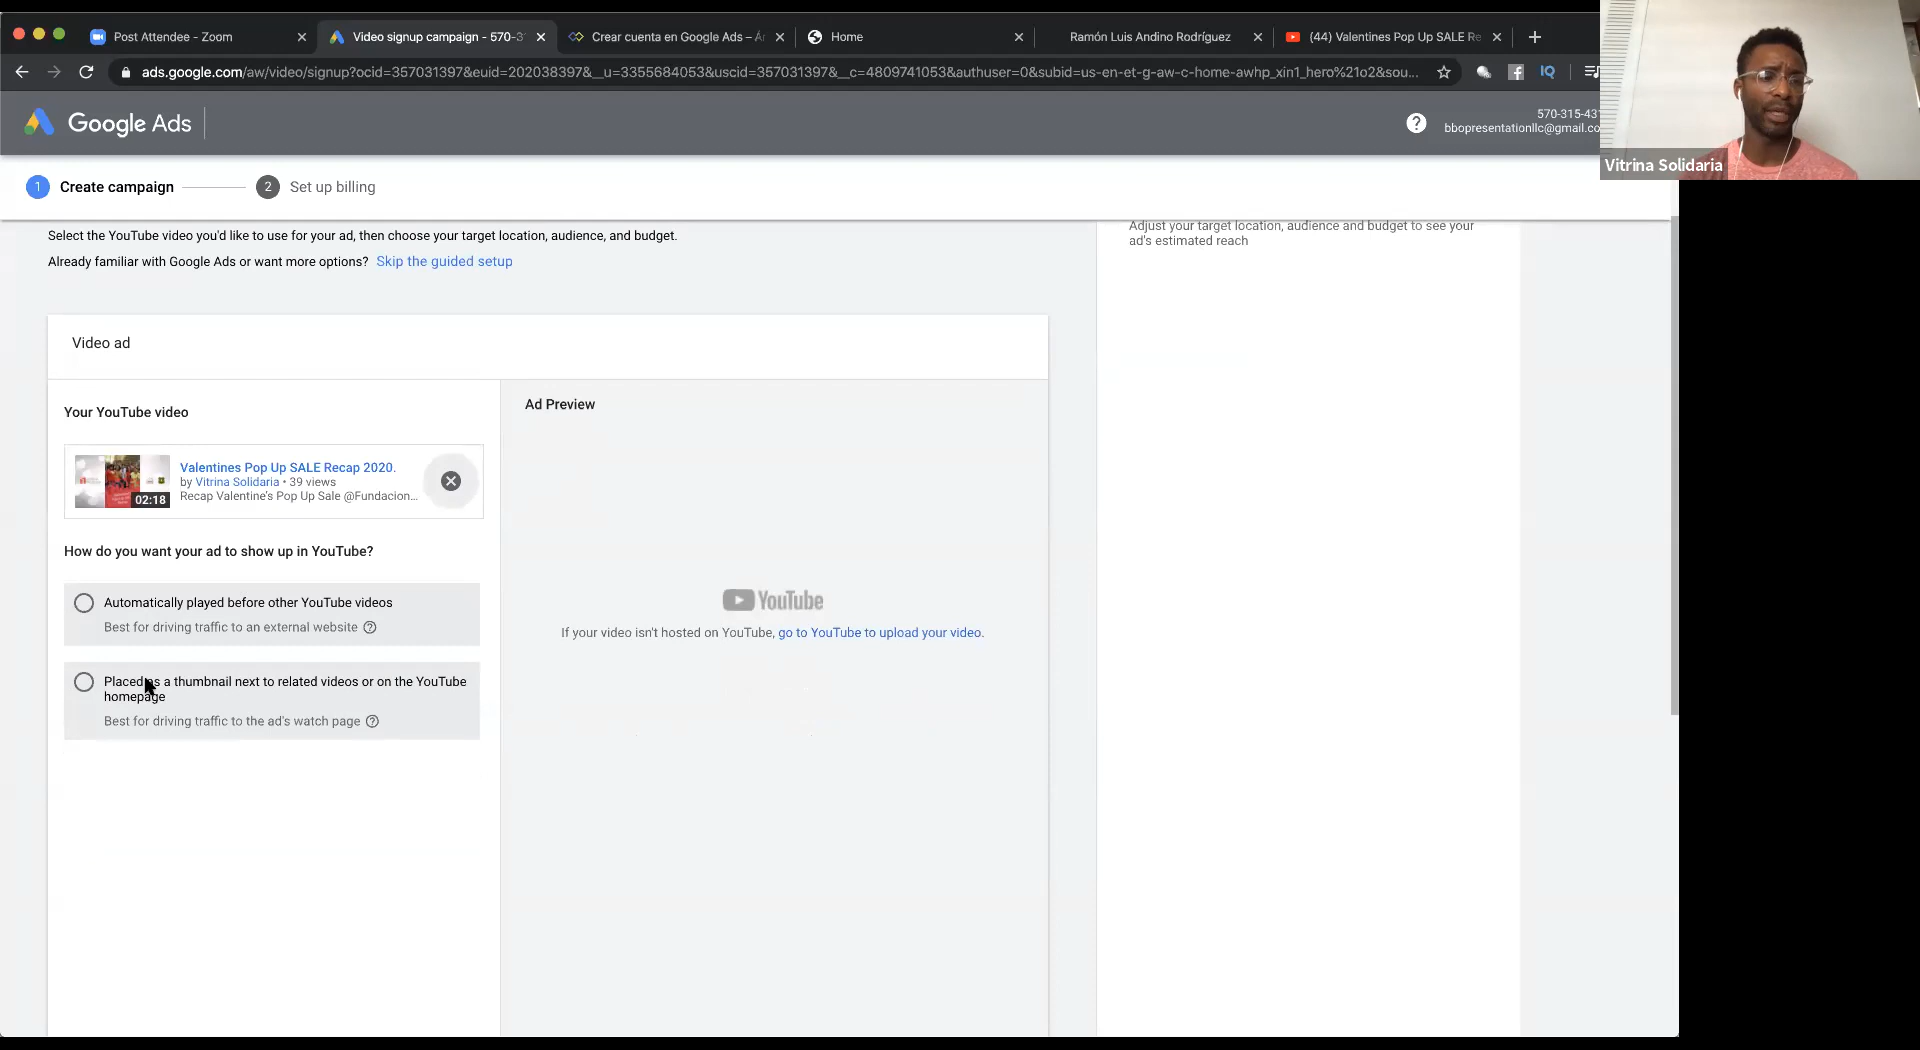 Post Attendee - Zoom
Video signup campaign - 570-3
Crear cuenta en Google Ads –
Home
Ramón Luis Andino Rodríguez
(44) Valentines Pop Up SALE Re
ads.google.com/aw/video/signup?ocid=357031397&euid=202038397&__u=3355684053&uscid=357031397&__c=4809741053&authuser=0&subid=us-en-et-g-aw-c-home-awhp_xin1_hero%21o2&sou...
IQ
Google Ads
570-315-43
bbopresentationllc@gmail.co
Vitrina Solidaria
1 Create campaign
2 Set up billing
Select the YouTube video you'd like to use for your ad, then choose your target location, audience, and budget.
Already familiar with Google Ads or want more options? Skip the guided setup
Adjust your target location, audience and budget to see your
ad's estimated reach
Video ad
Your YouTube video
Valentines Pop Up SALE Recap 2020.
by Vitrina Solidaria • 39 views
Recap Valentine's Pop Up Sale @Fundacion...
02:18
How do you want your ad to show up in YouTube?
Automatically played before other YouTube videos
Best for driving traffic to an external website
Placed as a thumbnail next to related videos or on the YouTube
homepage
Best for driving traffic to the ad's watch page
Ad Preview
YouTube
If your video isn't hosted on YouTube, go to YouTube to upload your video.